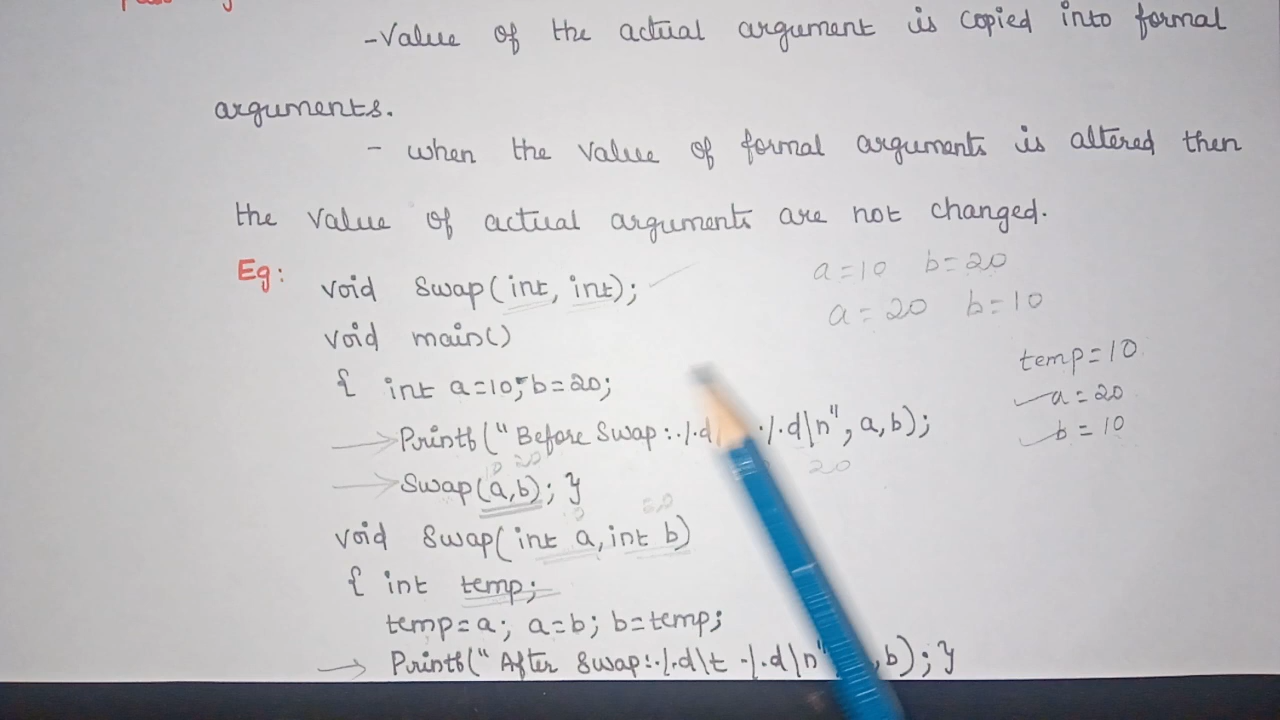 -Value of the actual argument is copied into formal
arguments.
- when the value of formal arguments is altered then
the value of actual arguments are not changed.
Eg: void Swap(int, int);
a=10 b=20
a=20 b=10
void main()
{ int a=10, b=20;
temp=10
a=20
b=10
Printf("Before Swap:%d %d\n", a,b);
20
Swap(a,b); }
void Swap(int a, int b)
{ int temp;
temp=a; a=b; b=temp;
Printf("After Swap:%d\t %d\n" ,b); }